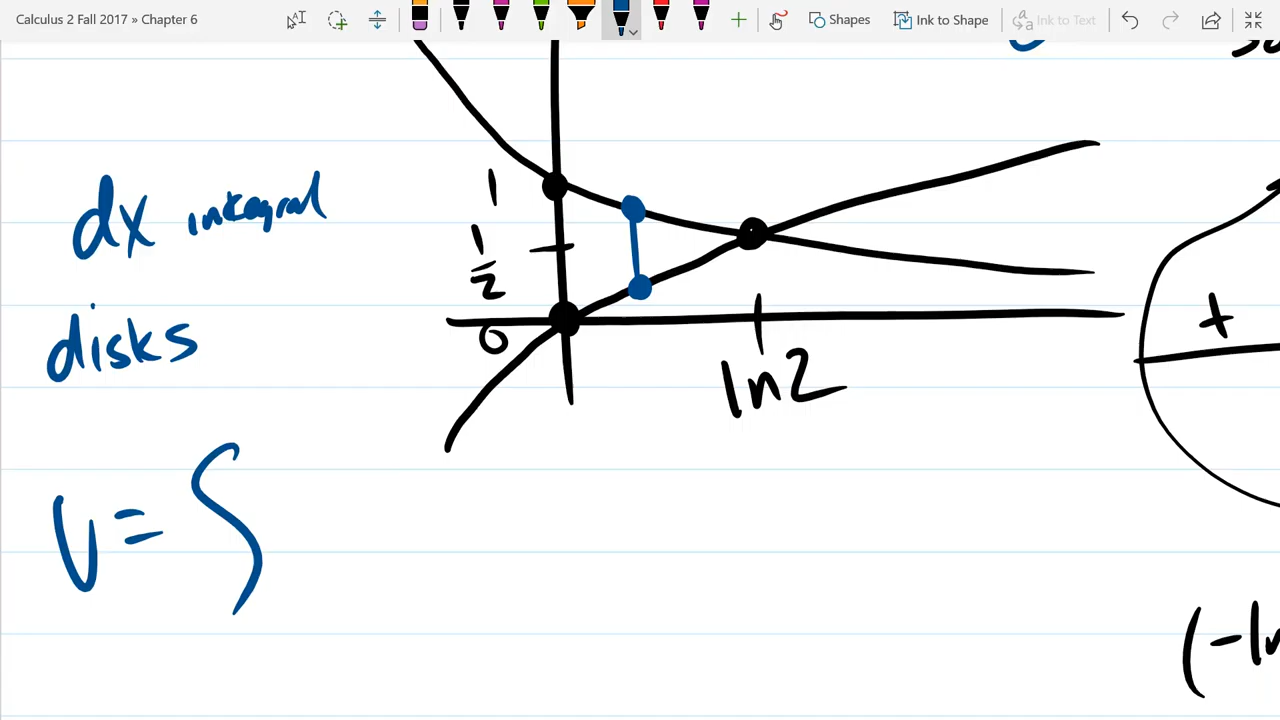 Calculus 2 Fall 2017 » Chapter 6
Shapes
Ink to Shape
Ink to Text
dx integral
disks
V = ∫
1
1/2
0
ln2
+
(-ln